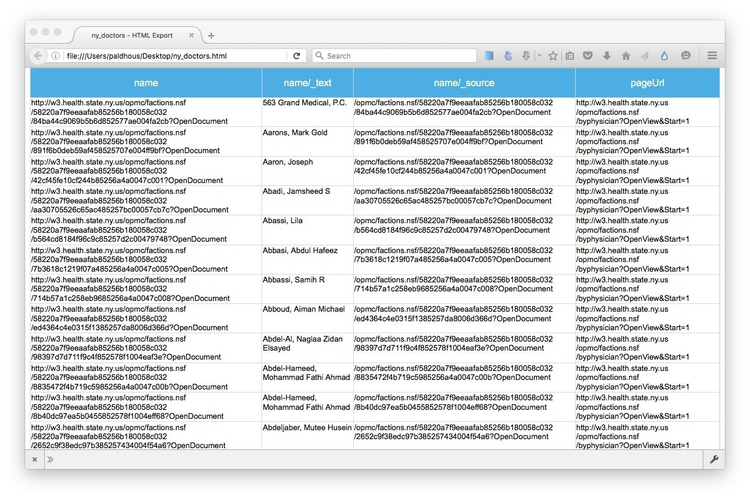 ny_doctors - HTML Export
file:///Users/paldhous/Desktop/ny_doctors.html
Search
name name/_text name/_source pageUrl
http://w3.health.state.ny.us/opmc/factions.nsf 563 Grand Medical, P.C. /opmc/factions.nsf/58220a7f9eeaafab85256b180058c032 http://w3.health.state.ny.us
/58220a7f9eeaafab85256b180058c032 /84ba44c9069b5b6d852577ae004fa2cb?OpenDocument /opmc/factions.nsf
/84ba44c9069b5b6d852577ae004fa2cb?OpenDocument /byphysician?OpenView&Start=1
http://w3.health.state.ny.us/opmc/factions.nsf Aarons, Mark Gold /opmc/factions.nsf/58220a7f9eeaafab85256b180058c032 http://w3.health.state.ny.us
/58220a7f9eeaafab85256b180058c032 /891f6b0deb59af458525707e004ff9bf?OpenDocument /opmc/factions.nsf
/891f6b0deb59af458525707e004ff9bf?OpenDocument /byphysician?OpenView&Start=1
http://w3.health.state.ny.us/opmc/factions.nsf Aaron, Joseph /opmc/factions.nsf/58220a7f9eeaafab85256b180058c032 http://w3.health.state.ny.us
/58220a7f9eeaafab85256b180058c032 /42cf45fe10cf244b85256a4a0047c001?OpenDocument /opmc/factions.nsf
/42cf45fe10cf244b85256a4a0047c001?OpenDocument /byphysician?OpenView&Start=1
http://w3.health.state.ny.us/opmc/factions.nsf Abadi, Jamsheed S /opmc/factions.nsf/58220a7f9eeaafab85256b180058c032 http://w3.health.state.ny.us
/58220a7f9eeaafab85256b180058c032 /aa30705526c65ac485257bc00057cb7c?OpenDocument /opmc/factions.nsf
/aa30705526c65ac485257bc00057cb7c?OpenDocument /byphysician?OpenView&Start=1
http://w3.health.state.ny.us/opmc/factions.nsf Abassi, Lila /opmc/factions.nsf/58220a7f9eeaafab85256b180058c032 http://w3.health.state.ny.us
/58220a7f9eeaafab85256b180058c032 /b564cd8184f96c9c85257d2c00479748?OpenDocument /opmc/factions.nsf
/b564cd8184f96c9c85257d2c00479748?OpenDocument /byphysician?OpenView&Start=1
http://w3.health.state.ny.us/opmc/factions.nsf Abbasi, Abdul Hafeez /opmc/factions.nsf/58220a7f9eeaafab85256b180058c032 http://w3.health.state.ny.us
/58220a7f9eeaafab85256b180058c032 /7b3618c1219f07a485256a4a0047c005?OpenDocument /opmc/factions.nsf
/7b3618c1219f07a485256a4a0047c005?OpenDocument /byphysician?OpenView&Start=1
http://w3.health.state.ny.us/opmc/factions.nsf Abbassi, Samih R /opmc/factions.nsf/58220a7f9eeaafab85256b180058c032 http://w3.health.state.ny.us
/58220a7f9eeaafab85256b180058c032 /714b57a1c258eb9685256a4a0047c008?OpenDocument /opmc/factions.nsf
/714b57a1c258eb9685256a4a0047c008?OpenDocument /byphysician?OpenView&Start=1
http://w3.health.state.ny.us/opmc/factions.nsf Abboud, Aiman Michael /opmc/factions.nsf/58220a7f9eeaafab85256b180058c032 http://w3.health.state.ny.us
/58220a7f9eeaafab85256b180058c032 /ed4364c4e0315f1385257da8006d366d?OpenDocument /opmc/factions.nsf
/ed4364c4e0315f1385257da8006d366d?OpenDocument /byphysician?OpenView&Start=1
http://w3.health.state.ny.us/opmc/factions.nsf Abdel-Al, Naglaa Zidan /opmc/factions.nsf/58220a7f9eeaafab85256b180058c032 http://w3.health.state.ny.us
/58220a7f9eeaafab85256b180058c032 Elsayed /98397d7d711f9c4f852578f1004eaf3e?OpenDocument /opmc/factions.nsf
/98397d7d711f9c4f852578f1004eaf3e?OpenDocument /byphysician?OpenView&Start=1
http://w3.health.state.ny.us/opmc/factions.nsf Abdel-Hameed, /opmc/factions.nsf/58220a7f9eeaafab85256b180058c032 http://w3.health.state.ny.us
/58220a7f9eeaafab85256b180058c032 Mohammad Fathi Ahmad /8835472f4b719c5985256a4a0047c00b?OpenDocument /opmc/factions.nsf
/8835472f4b719c5985256a4a0047c00b?OpenDocument /byphysician?OpenView&Start=1
http://w3.health.state.ny.us/opmc/factions.nsf Abdel-Hameed, /opmc/factions.nsf/58220a7f9eeaafab85256b180058c032 http://w3.health.state.ny.us
/58220a7f9eeaafab85256b180058c032 Mohammad Fathi Ahmad /8b40dc97ea5b0455852578f1004eff68?OpenDocument /opmc/factions.nsf
/8b40dc97ea5b0455852578f1004eff68?OpenDocument /byphysician?OpenView&Start=1
http://w3.health.state.ny.us/opmc/factions.nsf Abdeljaber, Mutee Husein /opmc/factions.nsf/58220a7f9eeaafab85256b180058c032 http://w3.health.state.ny.us
/58220a7f9eeaafab85256b180058c032 /2652c9f38edc97b385257434004f54a6?OpenDocument /opmc/factions.nsf
/2652c9f38edc97b385257434004f54a6?OpenDocument /byphysician?OpenView&Start=1